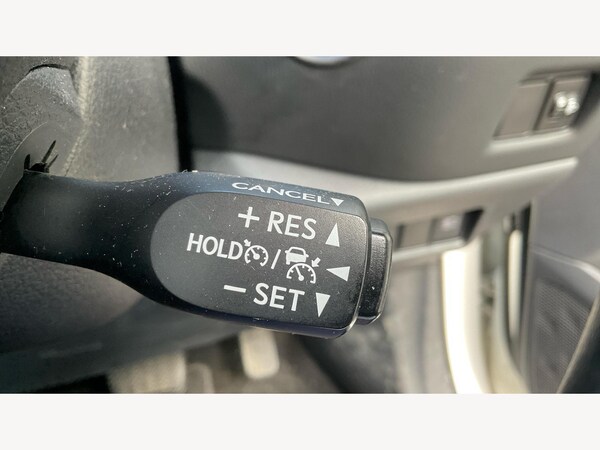 CANCEL▼
+ RES ▲
HOLD / ◀
− SET ▼